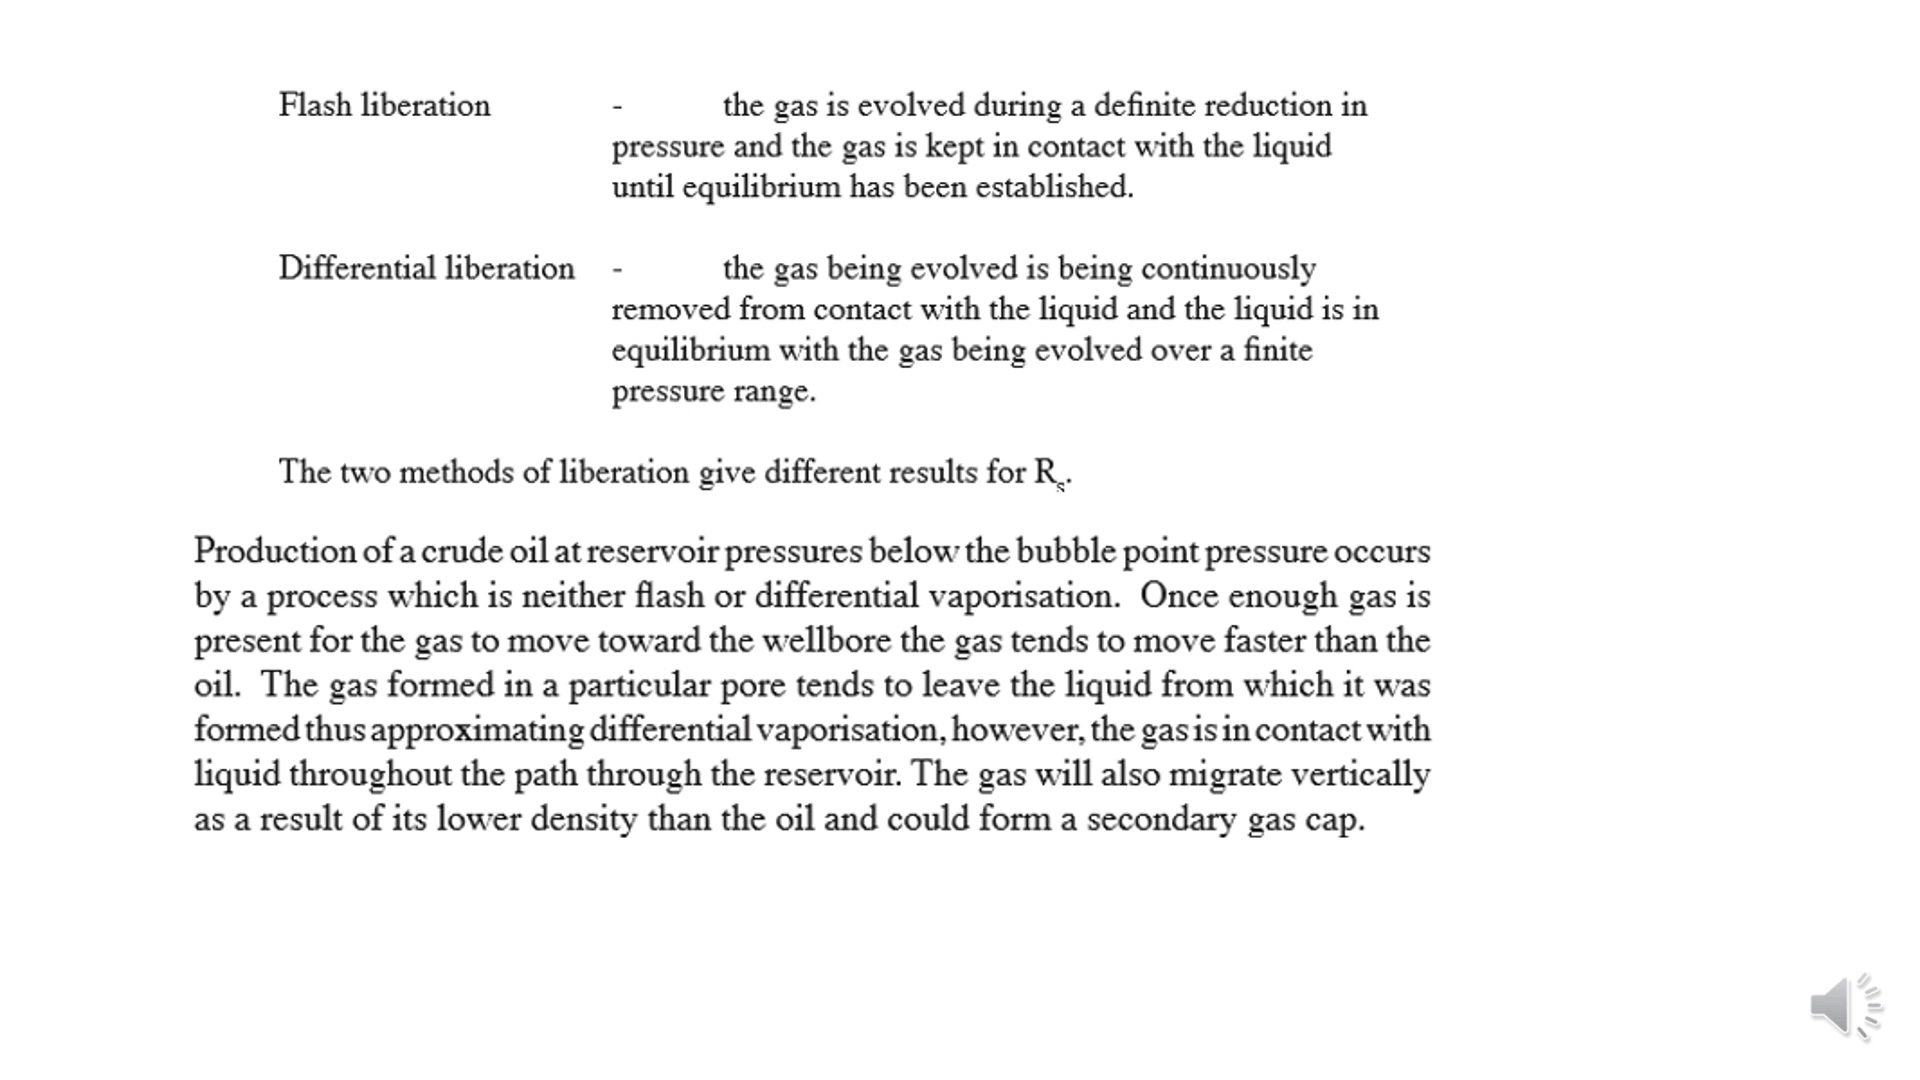 Flash liberation - the gas is evolved during a definite reduction in
pressure and the gas is kept in contact with the liquid
until equilibrium has been established.
Differential liberation - the gas being evolved is being continuously
removed from contact with the liquid and the liquid is in
equilibrium with the gas being evolved over a finite
pressure range.
The two methods of liberation give different results for Rs.
Production of a crude oil at reservoir pressures below the bubble point pressure occurs
by a process which is neither flash or differential vaporisation. Once enough gas is
present for the gas to move toward the wellbore the gas tends to move faster than the
oil. The gas formed in a particular pore tends to leave the liquid from which it was
formed thus approximating differential vaporisation, however, the gas is in contact with
liquid throughout the path through the reservoir. The gas will also migrate vertically
as a result of its lower density than the oil and could form a secondary gas cap.